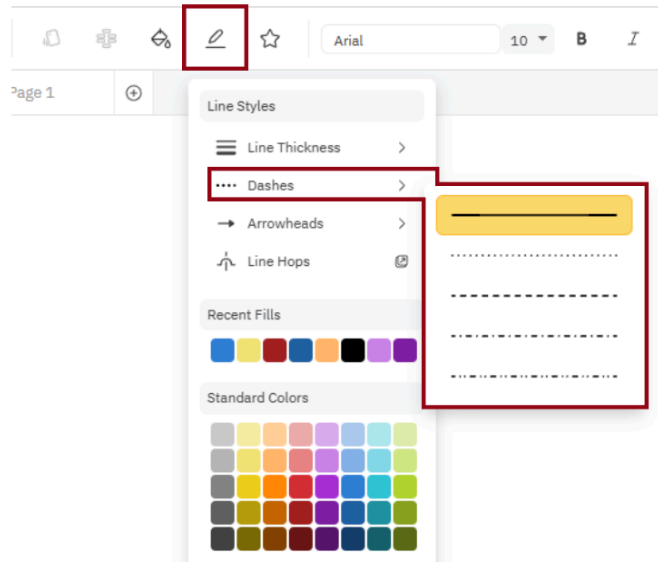 Arial
10
B
I
Page 1
Line Styles
Line Thickness
Dashes
Arrowheads
Line Hops
Recent Fills
Standard Colors